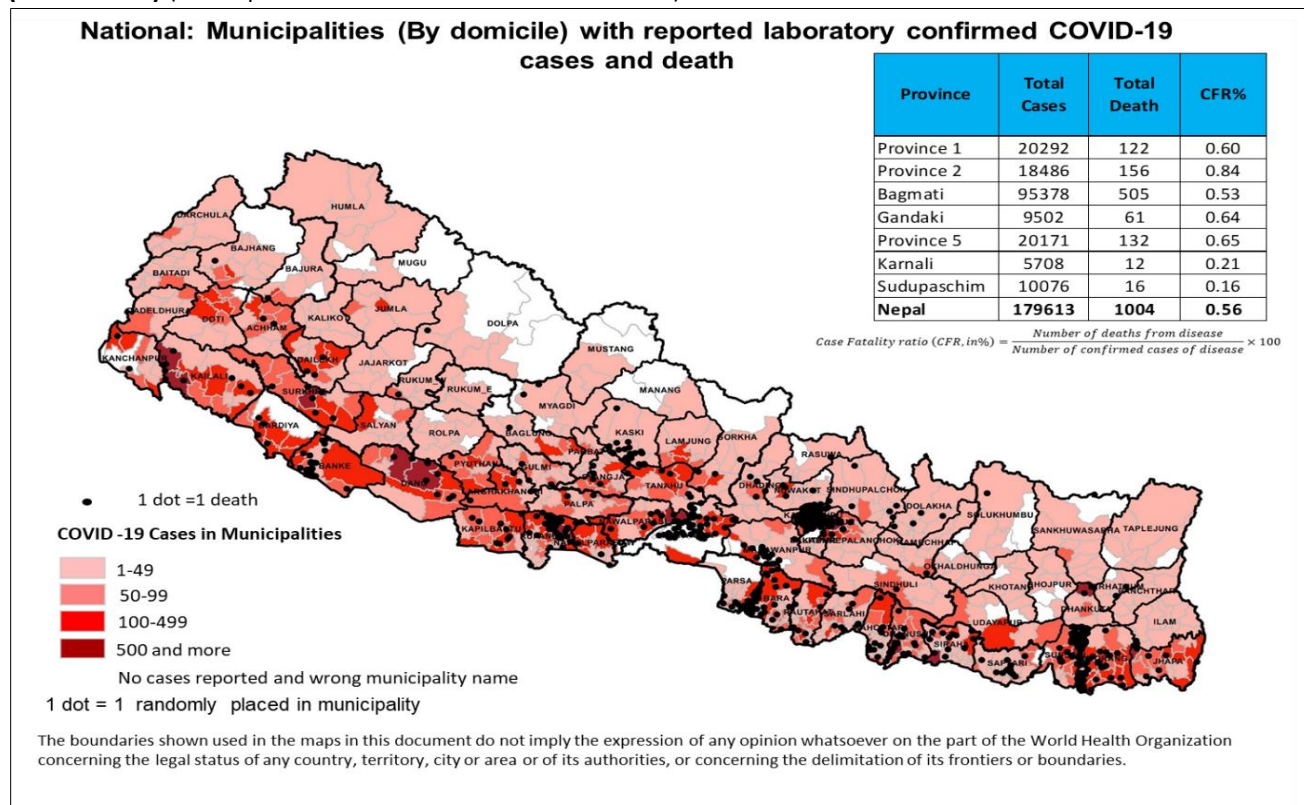 National: Municipalities (By domicile) with reported laboratory confirmed COVID-19
cases and death
Province Total Cases Total Death CFR%
Province 1 20292 122 0.60
Province 2 18486 156 0.84
Bagmati 95378 505 0.53
Gandaki 9502 61 0.64
Province 5 20171 132 0.65
Karnali 5708 12 0.21
Sudupaschim 10076 16 0.16
Nepal 179613 1004 0.56
Case Fatality ratio (CFR, in%) = Number of deaths from disease / Number of confirmed cases of disease × 100
HUMLA
DARCHULA
BAJHANG
BAJURA
MUGU
BAITADI
DOTI
ACHHAM
KALIKOT
JUMLA
DOLPA
MUSTANG
KANCHANPUR
KAILALI
DAILEKH
JAJARKOT
RUKUM_E
MANANG
MYAGDI
SALYAN
ROLPA
BAGLUNG
KASKI
LAMJUNG
GORKHA
RASUWA
BANKE
DANG
PYUTHAN
GULMI
TANAHU
DHADING
NUWAKOT
SINDHUPALCHOK
DOLAKHA
SOLUKHUMBU
SANKHUWASABHA
TAPLEJUNG
PALPA
KHOTANG
BHOJPUR
PARSA
BARA
SINDHULI
DHANKUTA
ILAM
UDAYAPUR
SIRAHA
SAPTARI
JHAPA
1 dot =1 death
COVID -19 Cases in Municipalities
1-49
50-99
100-499
500 and more
No cases reported and wrong municipality name
1 dot = 1 randomly placed in municipality
The boundaries shown used in the maps in this document do not imply the expression of any opinion whatsoever on the part of the World Health Organization
concerning the legal status of any country, territory, city or area or of its authorities, or concerning the delimitation of its frontiers or boundaries.